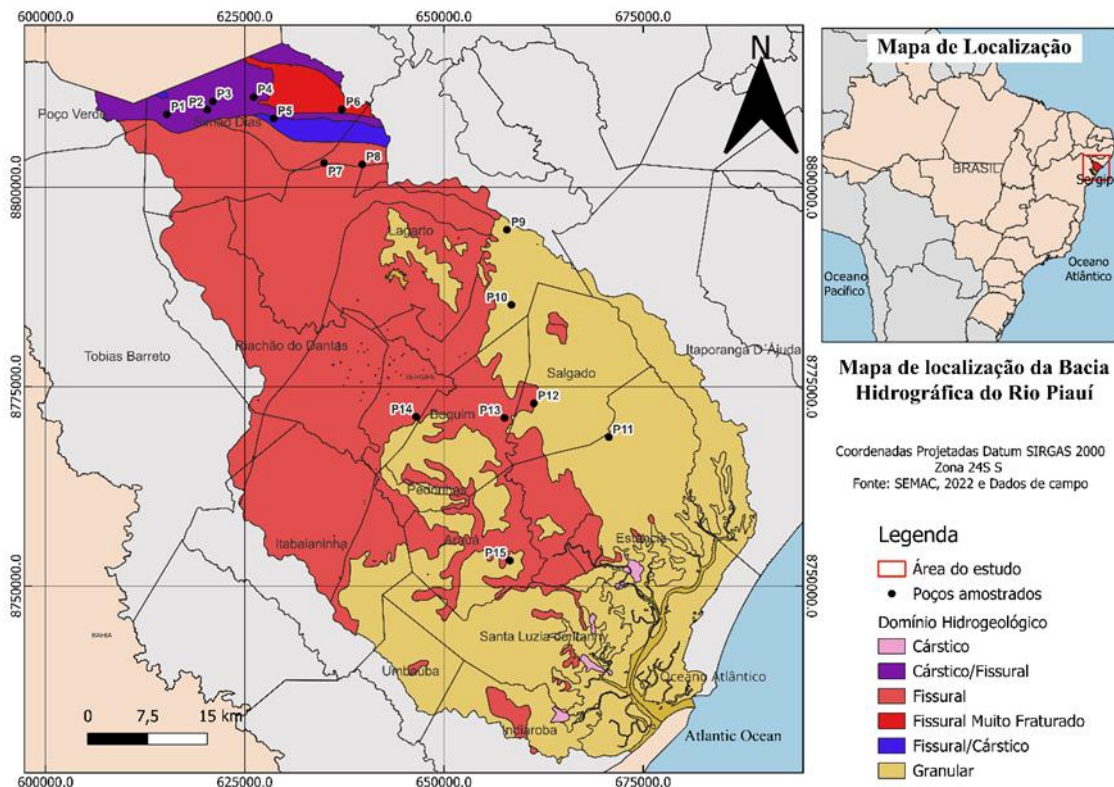 600000.0
625000.0
650000.0
675000.0
N
P1
P2
P3
P4
P5
P6
Poço Verde
Simão Dias
P7
P8
8800000.0
P9
Lagarto
P10
Riachão do Dantas
Tobias Barreto
Salgado
Itaporanga D´Ajuda
8775000.0
P14
Boquim
P13
P12
P11
Pedrinhas
Itabaianinha
Arauá
Estância
P15
8750000.0
8750000.0
BAHIA
Santa Luzia do Itanhy
Umbaúba
Oceano Atlântico
Indiaroba
Atlantic Ocean
0 7,5 15 km
600000.0
625000.0
650000.0
675000.0
Mapa de Localização
BRASIL
Sergip
Oceano
Pacífico
Oceano
Atlântico
Mapa de localização da Bacia
Hidrográfica do Rio Piauí
Coordenadas Projetadas Datum SIRGAS 2000
Zona 24S S
Fonte: SEMAC, 2022 e Dados de campo
Legenda
Área do estudo
Poços amostrados
Domínio Hidrogeológico
Cárstico
Cárstico/Fissural
Fissural
Fissural Muito Fraturado
Fissural/Cárstico
Granular